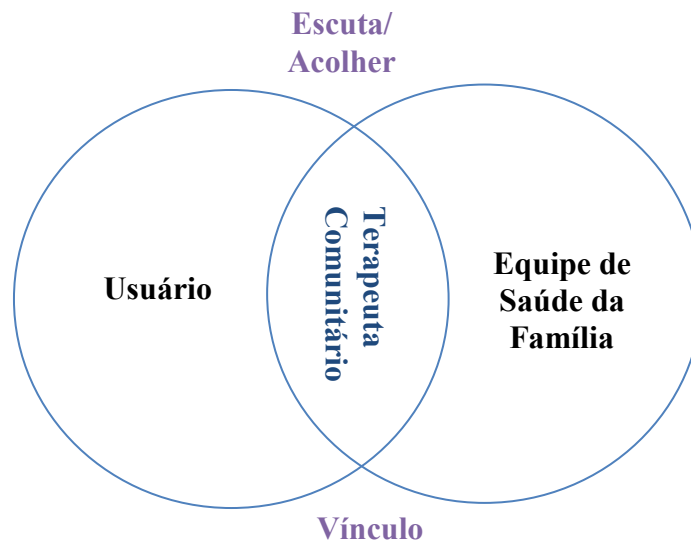 Escuta/
Acolher
Usuário
Terapeuta
Comunitário
Equipe de
Saúde da
Família
Vínculo